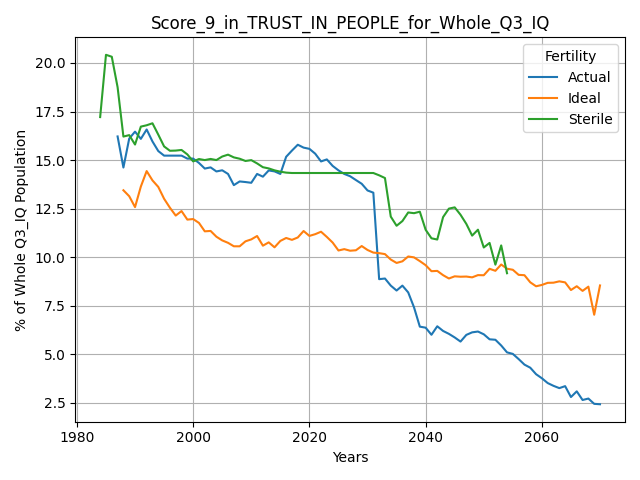 Score_9_in_TRUST_IN_PEOPLE_for_Whole_Q3_IQ
Fertility
Actual
Ideal
Sterile
% of Whole Q3_IQ Population
20.0
17.5
15.0
12.5
10.0
7.5
5.0
2.5
1980
2000
2020
2040
2060
Years